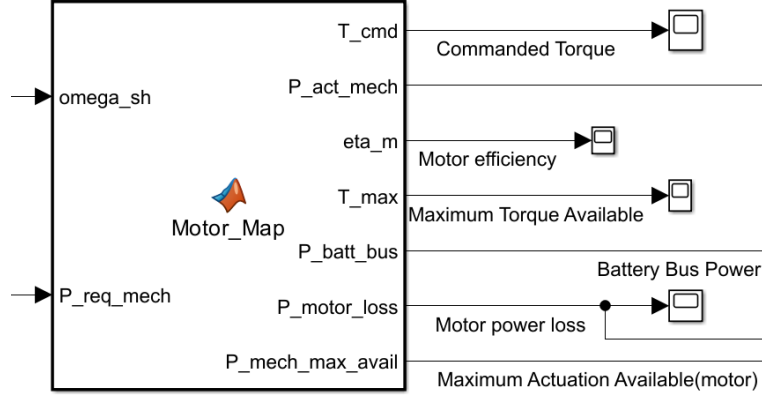 T_cmd
Commanded Torque
P_act_mech
omega_sh
eta_m
Motor efficiency
T_max
Maximum Torque Available
Motor_Map
P_batt_bus
Battery Bus Power
P_req_mech
P_motor_loss
Motor power loss
P_mech_max_avail
Maximum Actuation Available(motor)